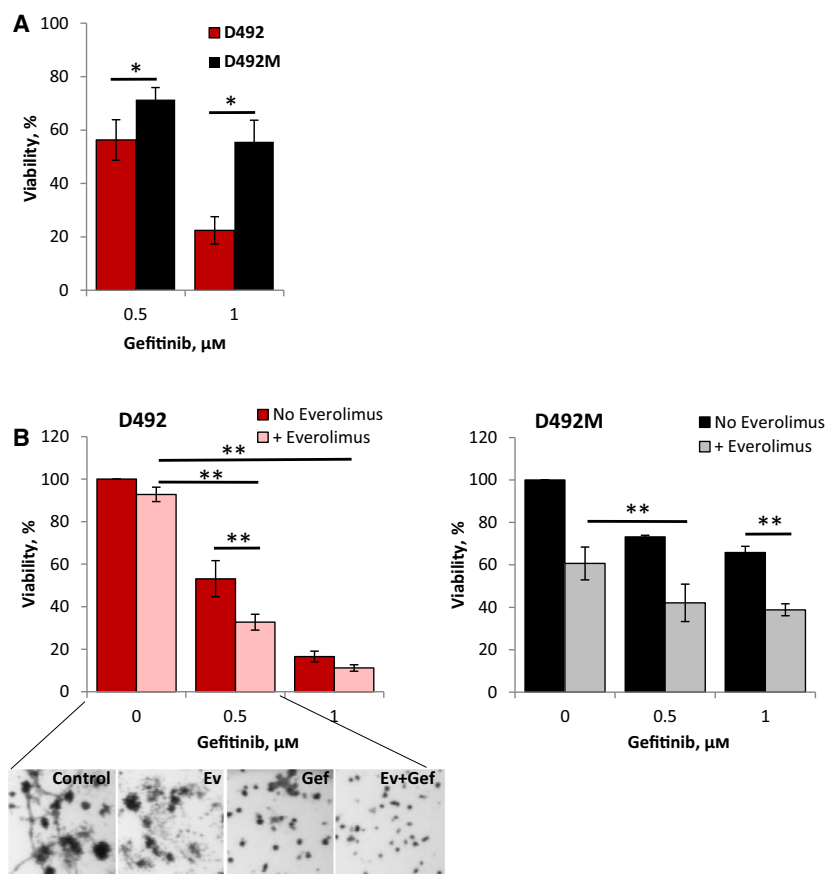 A
100
80
60
40
20
0
Viability, %
D492
D492M
*
*
0.5
1
Gefitinib, µM
B
D492
No Everolimus
+ Everolimus
120
100
80
60
40
20
0
Viability, %
**
**
**
0
0.5
1
Gefitinib, µM
Control
Ev
Gef
Ev+Gef
D492M
No Everolimus
+ Everolimus
120
100
80
60
40
20
0
Viability, %
**
**
0
0.5
1
Gefitinib, µM